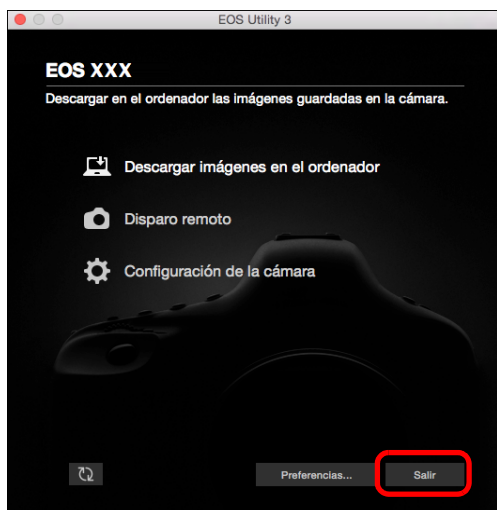 EOS Utility 3
EOS XXX
Descargar en el ordenador las imágenes guardadas en la cámara.
Descargar imágenes en el ordenador
Disparo remoto
Configuración de la cámara
Preferencias...
Salir